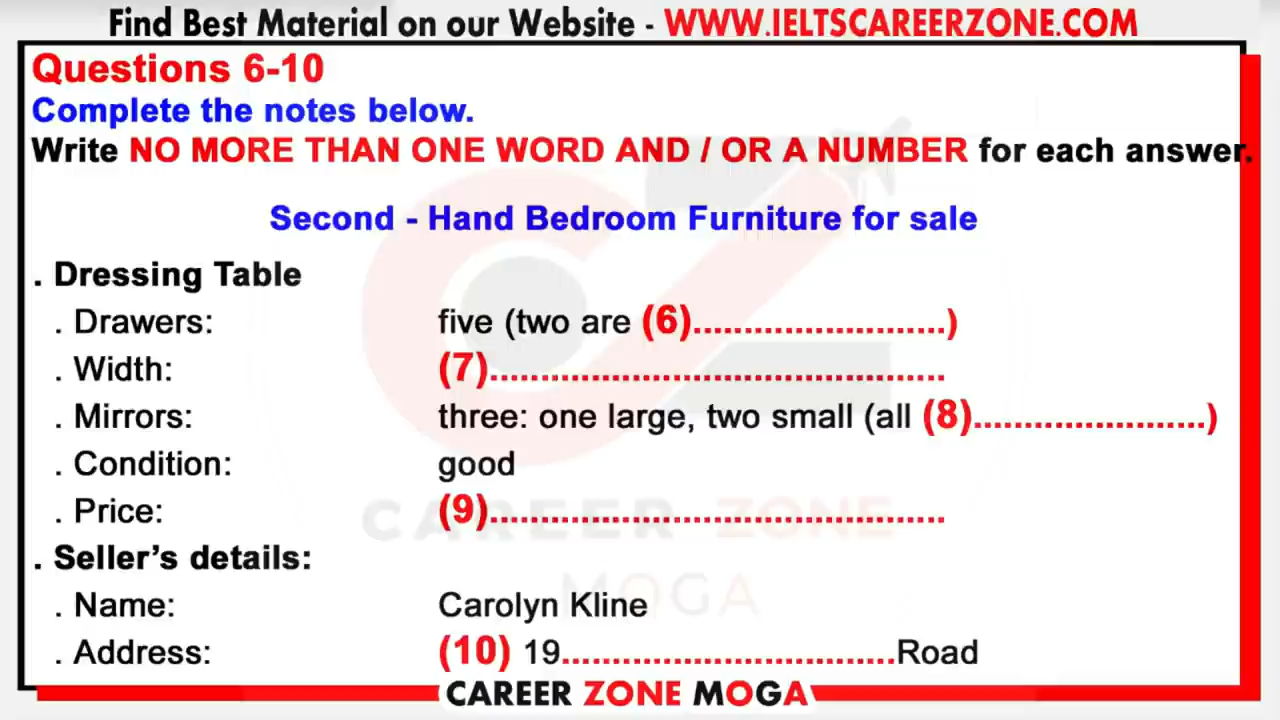 Find Best Material on our Website - WWW.IELTSCAREERZONE.COM
Questions 6-10
Complete the notes below.
Write NO MORE THAN ONE WORD AND / OR A NUMBER for each answer.
Second - Hand Bedroom Furniture for sale
. Dressing Table
. Drawers: five (two are (6).........................)
. Width: (7).............................................
. Mirrors: three: one large, two small (all (8).......................)
. Condition: good
. Price: (9).............................................
CAREER ZONE
. Seller's details:
MOGA
. Name: Carolyn Kline
. Address: (10) 19.................................Road
CAREER ZONE MOGA